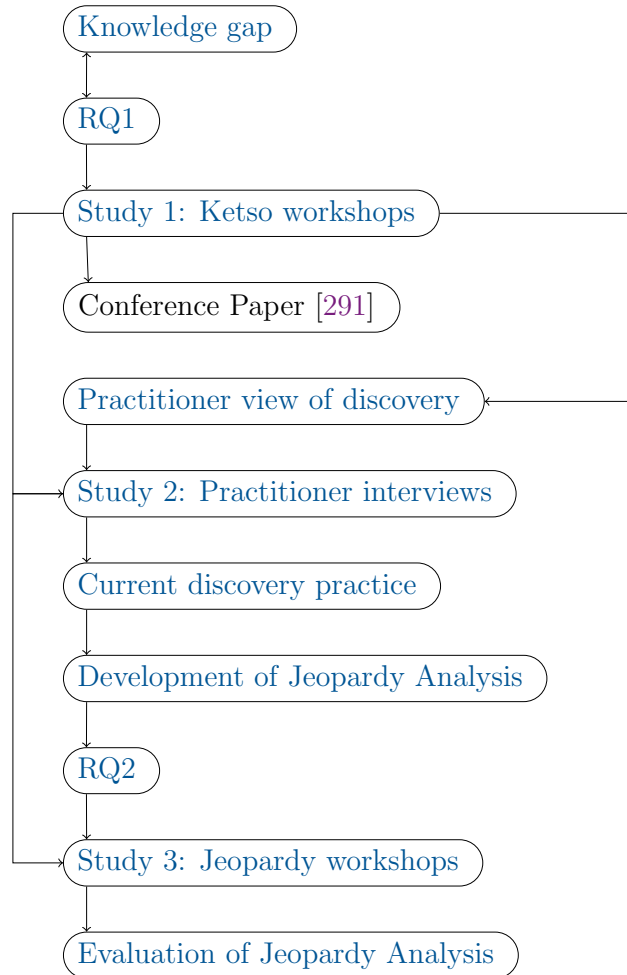 Knowledge gap
RQ1
Study 1: Ketso workshops
Conference Paper [291]
Practitioner view of discovery
Study 2: Practitioner interviews
Current discovery practice
Development of Jeopardy Analysis
RQ2
Study 3: Jeopardy workshops
Evaluation of Jeopardy Analysis